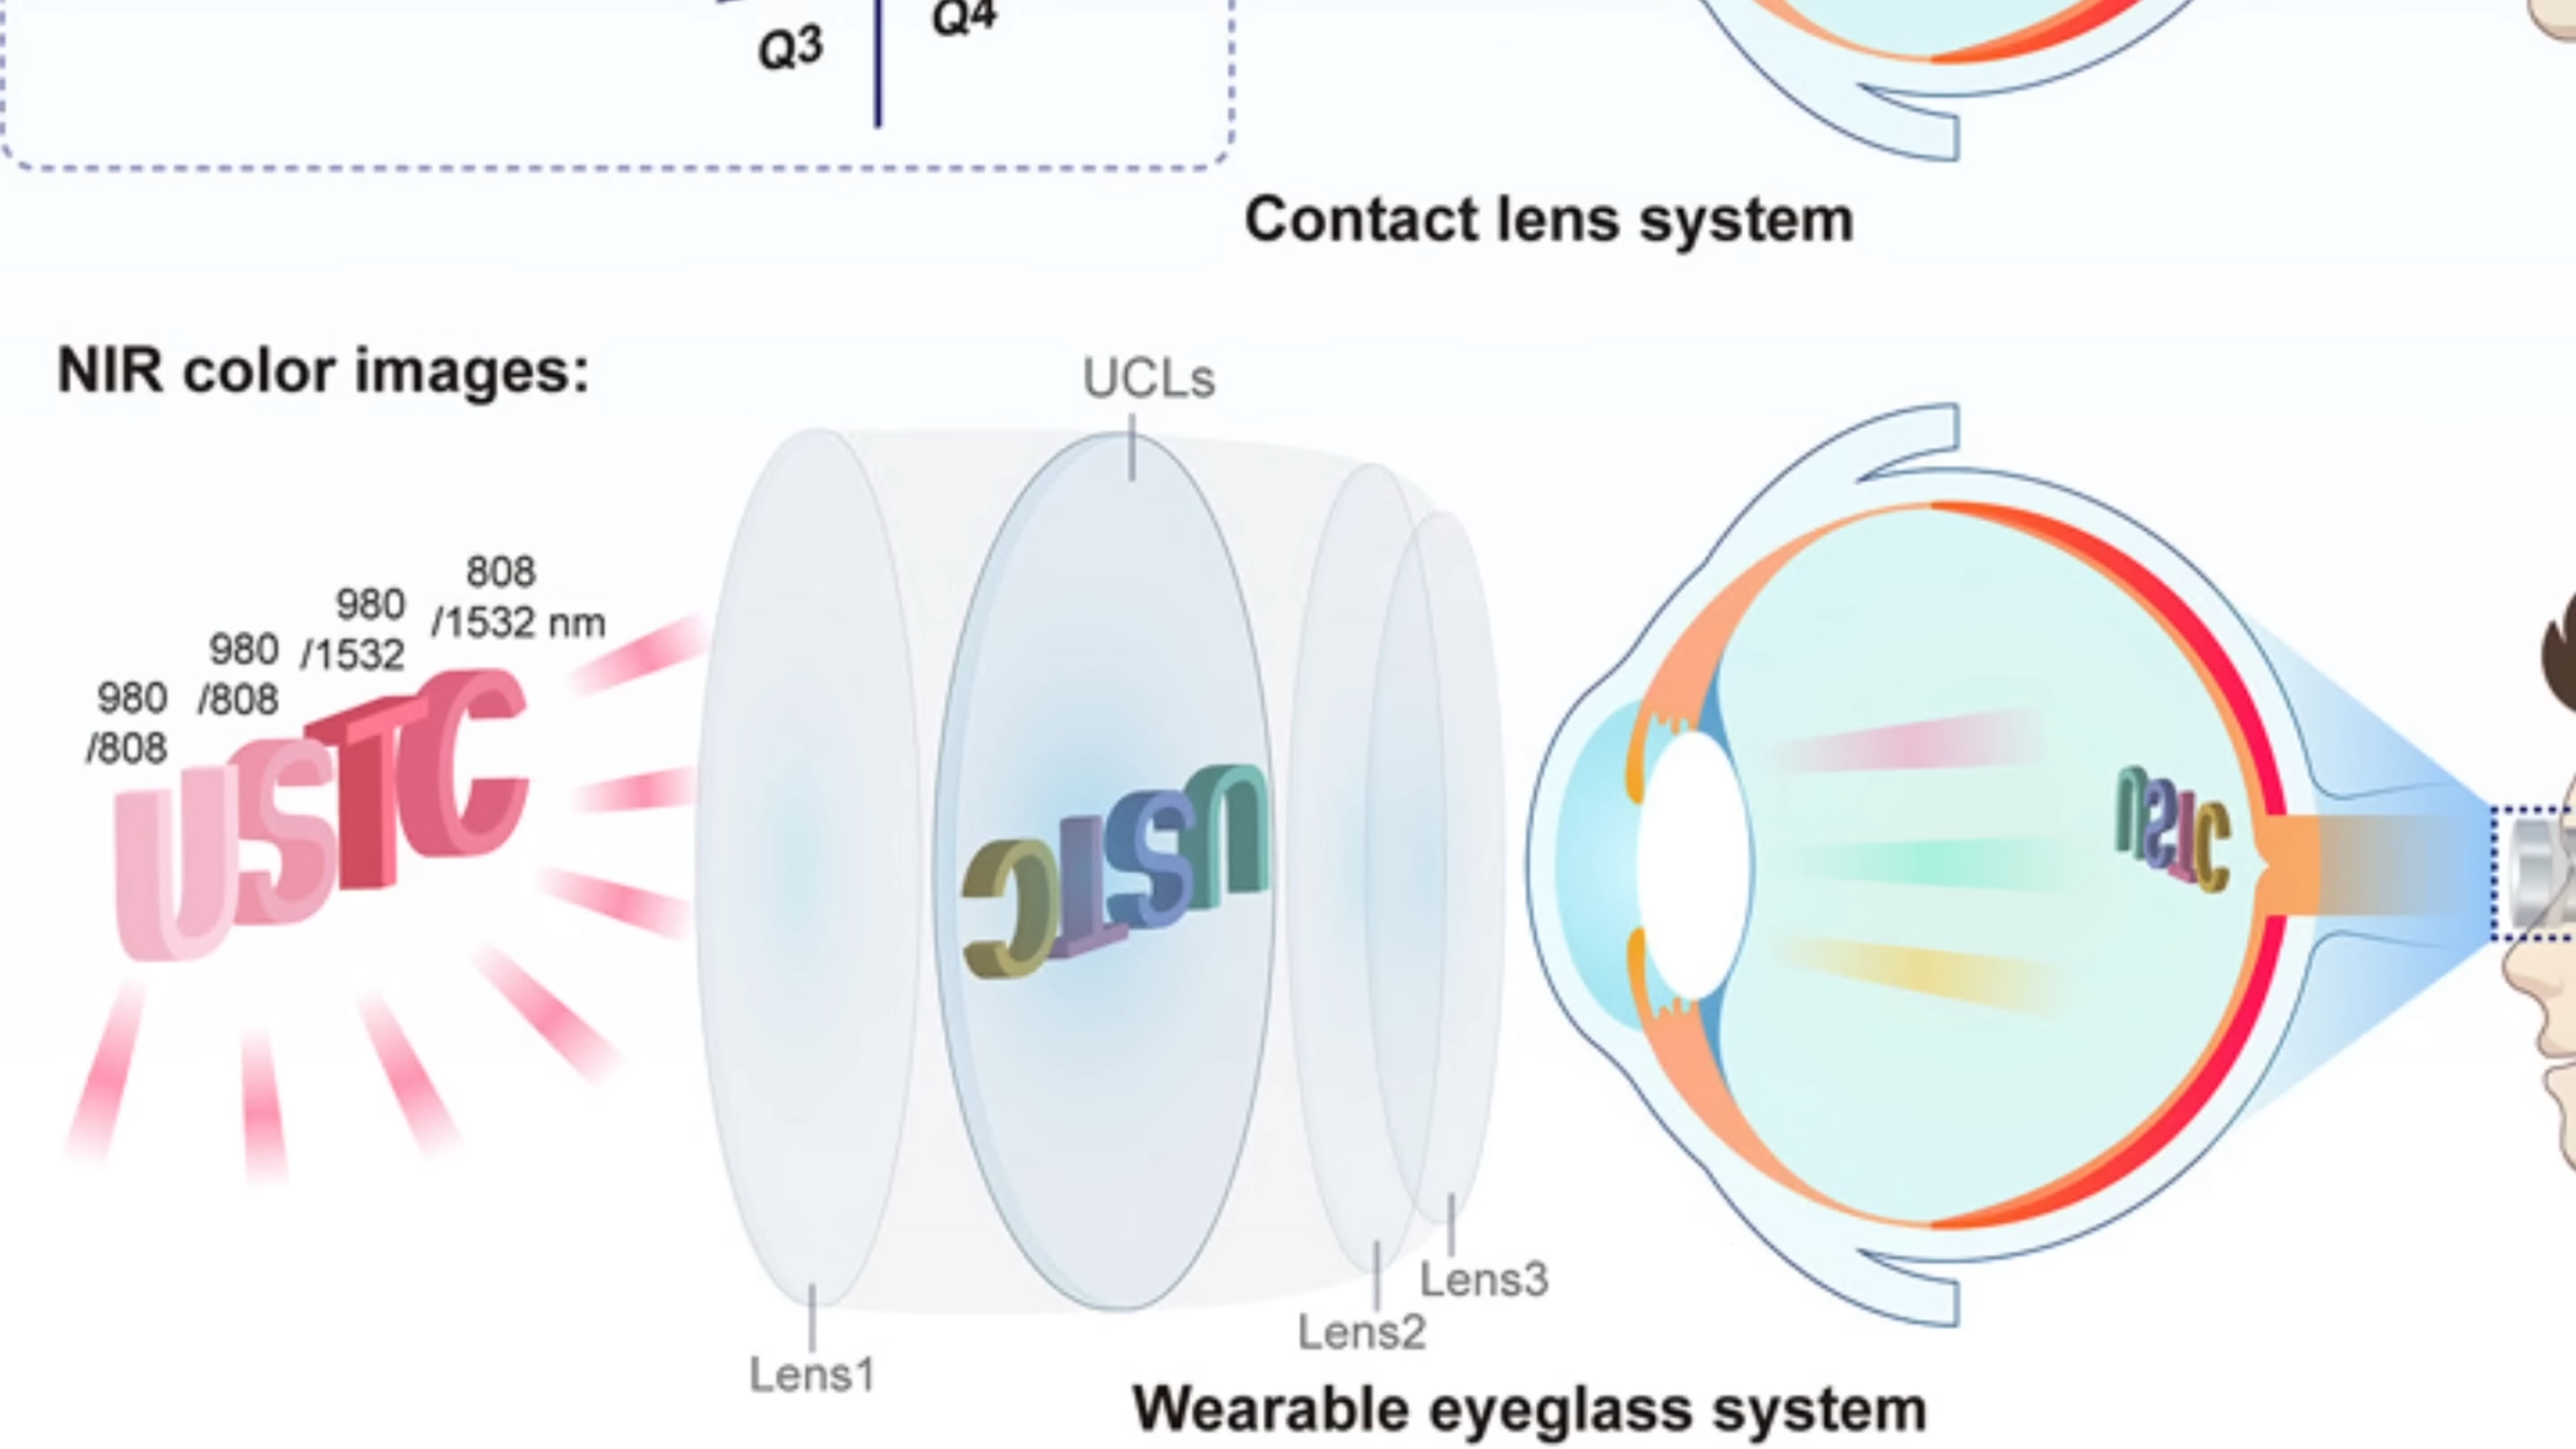 Q3
Q4
Contact lens system
NIR color images:
UCLs
808
/1532 nm
980
/1532
980
/808
980
/808
USTC
USTC
USTC
Lens3
Lens2
Lens1
Wearable eyeglass system